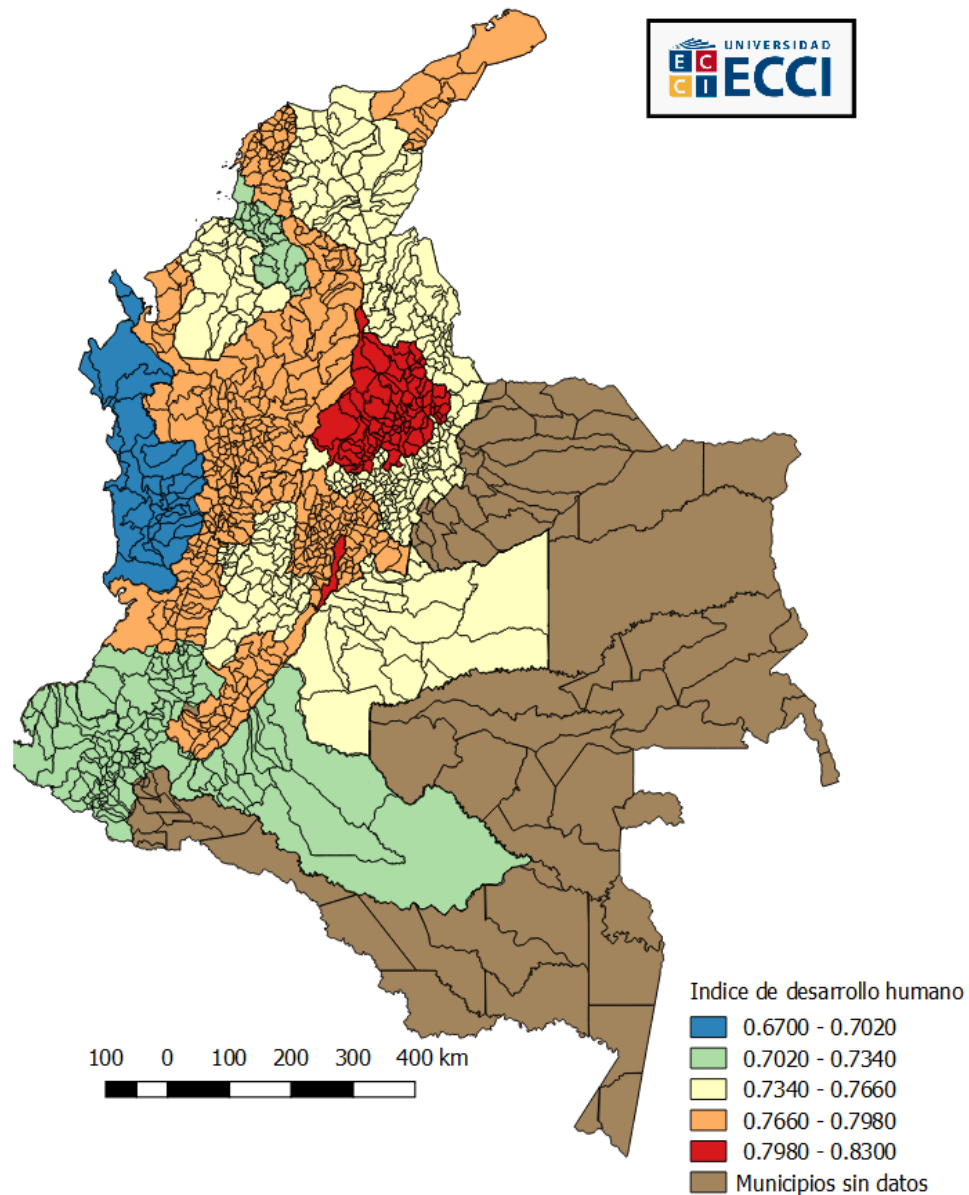 UNIVERSIDAD
E C
C I
ECCI
Indice de desarrollo humano
0.6700 - 0.7020
0.7020 - 0.7340
0.7340 - 0.7660
0.7660 - 0.7980
0.7980 - 0.8300
Municipios sin datos
100 0 100 200 300 400 km